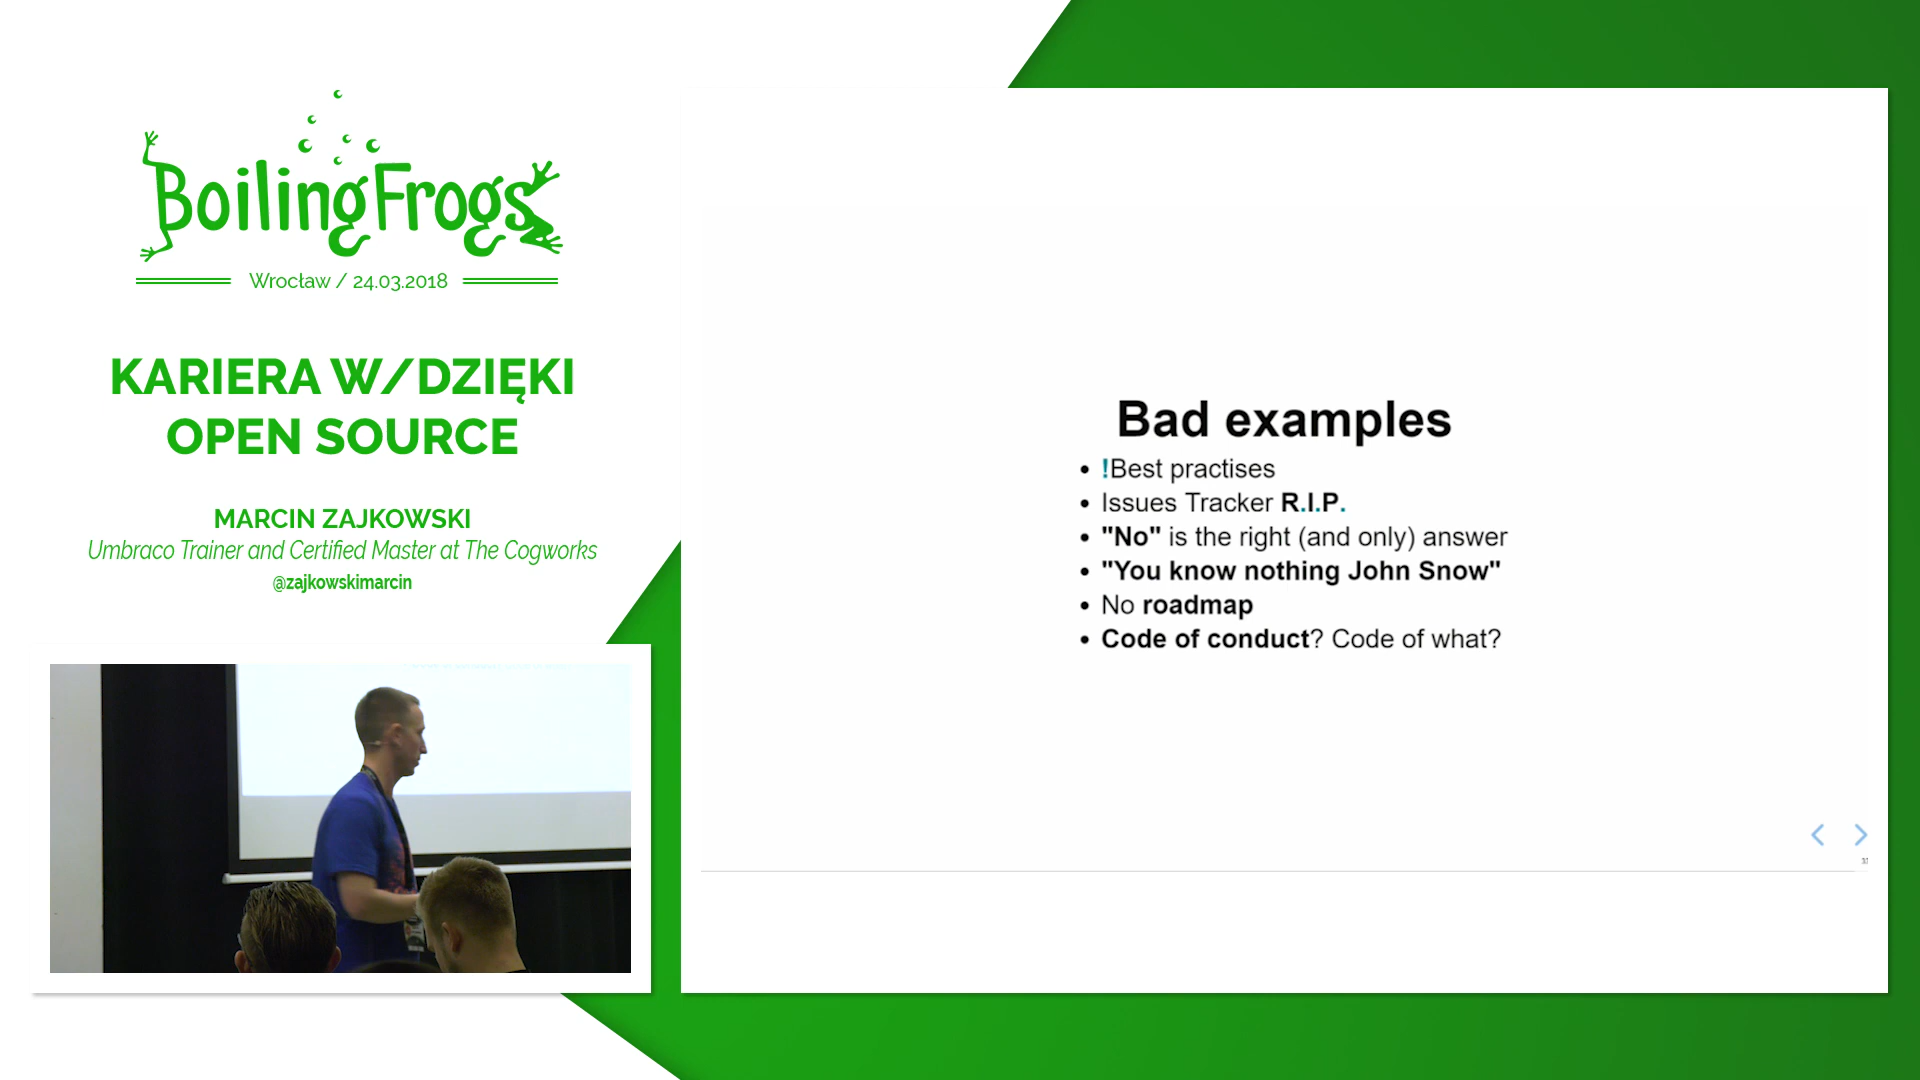 BoilingFrogs
Wrocław / 24.03.2018
KARIERA W/DZIĘKI
OPEN SOURCE
MARCIN ZAJKOWSKI
Umbraco Trainer and Certified Master at The Cogworks
@zajkowskimarcin
Bad examples
• !Best practises
• Issues Tracker R.I.P.
• "No" is the right (and only) answer
• "You know nothing John Snow"
• No roadmap
• Code of conduct? Code of what?